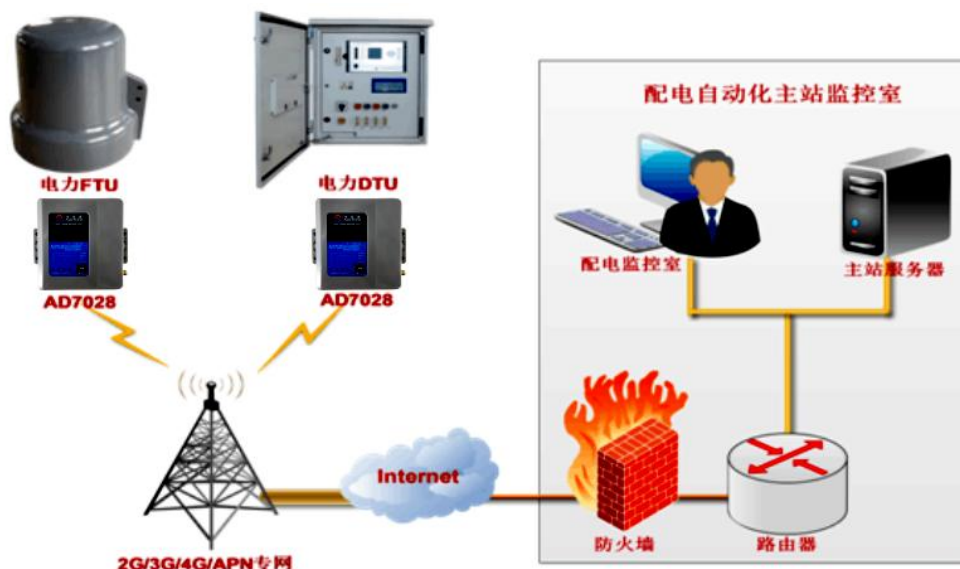 配电自动化主站监控室
电力FTU
电力DTU
AD7028
AD7028
配电监控室
主站服务器
Internet
防火墙
路由器
2G/3G/4G/APN专网